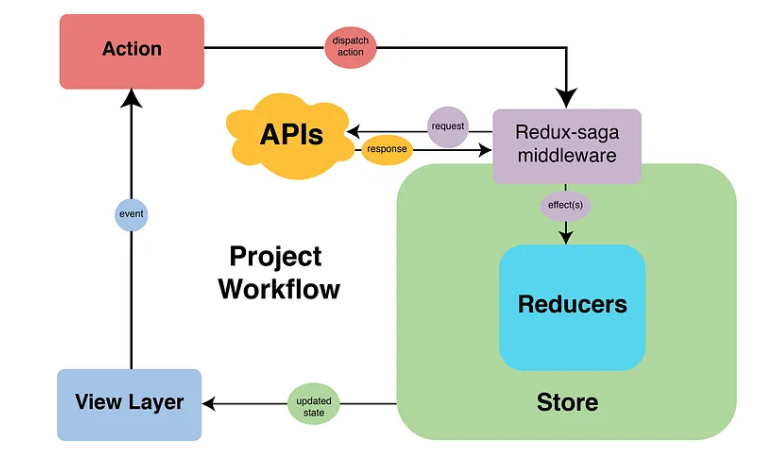 Action
dispatch
action
APIs
request
response
Redux-saga
middleware
effect(s)
event
Project
Workflow
Reducers
View Layer
updated
state
Store